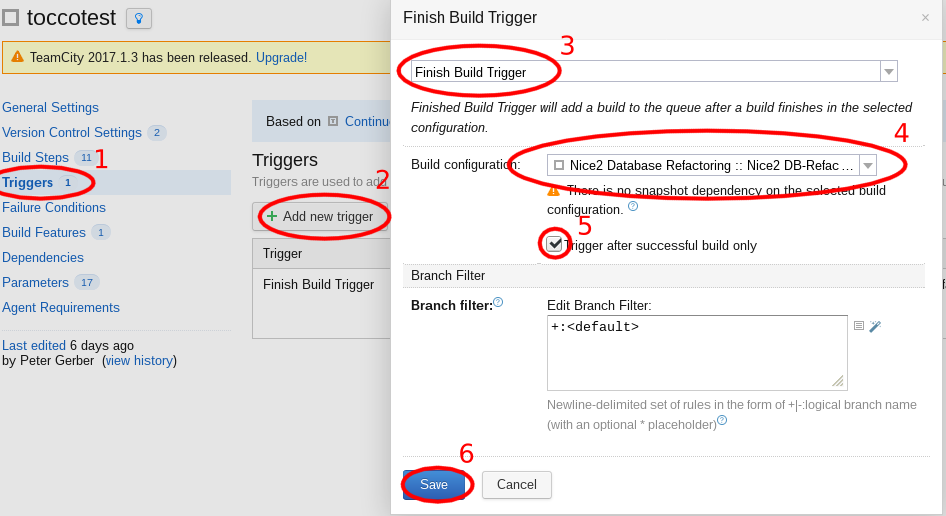 toccotest
TeamCity 2017.1.3 has been released. Upgrade!
General Settings
Version Control Settings 2
Build Steps 11
1
Triggers 1
Failure Conditions
Build Features 1
Dependencies
Parameters 17
Agent Requirements
Last edited 6 days ago
by Peter Gerber (view history)
Based on Continu
Triggers
Triggers are used to add
2
Add new trigger
Trigger
Finish Build Trigger
Finish Build Trigger ×
3
Finish Build Trigger
Finished Build Trigger will add a build to the queue after a build finishes in the selected
configuration.
4
Build configuration: Nice2 Database Refactoring :: Nice2 DB-Refac ...
There is no snapshot dependency on the selected build
configuration. ?
5
Trigger after successful build only
Branch Filter
Branch filter: ? Edit Branch Filter:
+:<default>
Newline-delimited set of rules in the form of +|-:logical branch name
(with an optional * placeholder) ?
6
Save Cancel